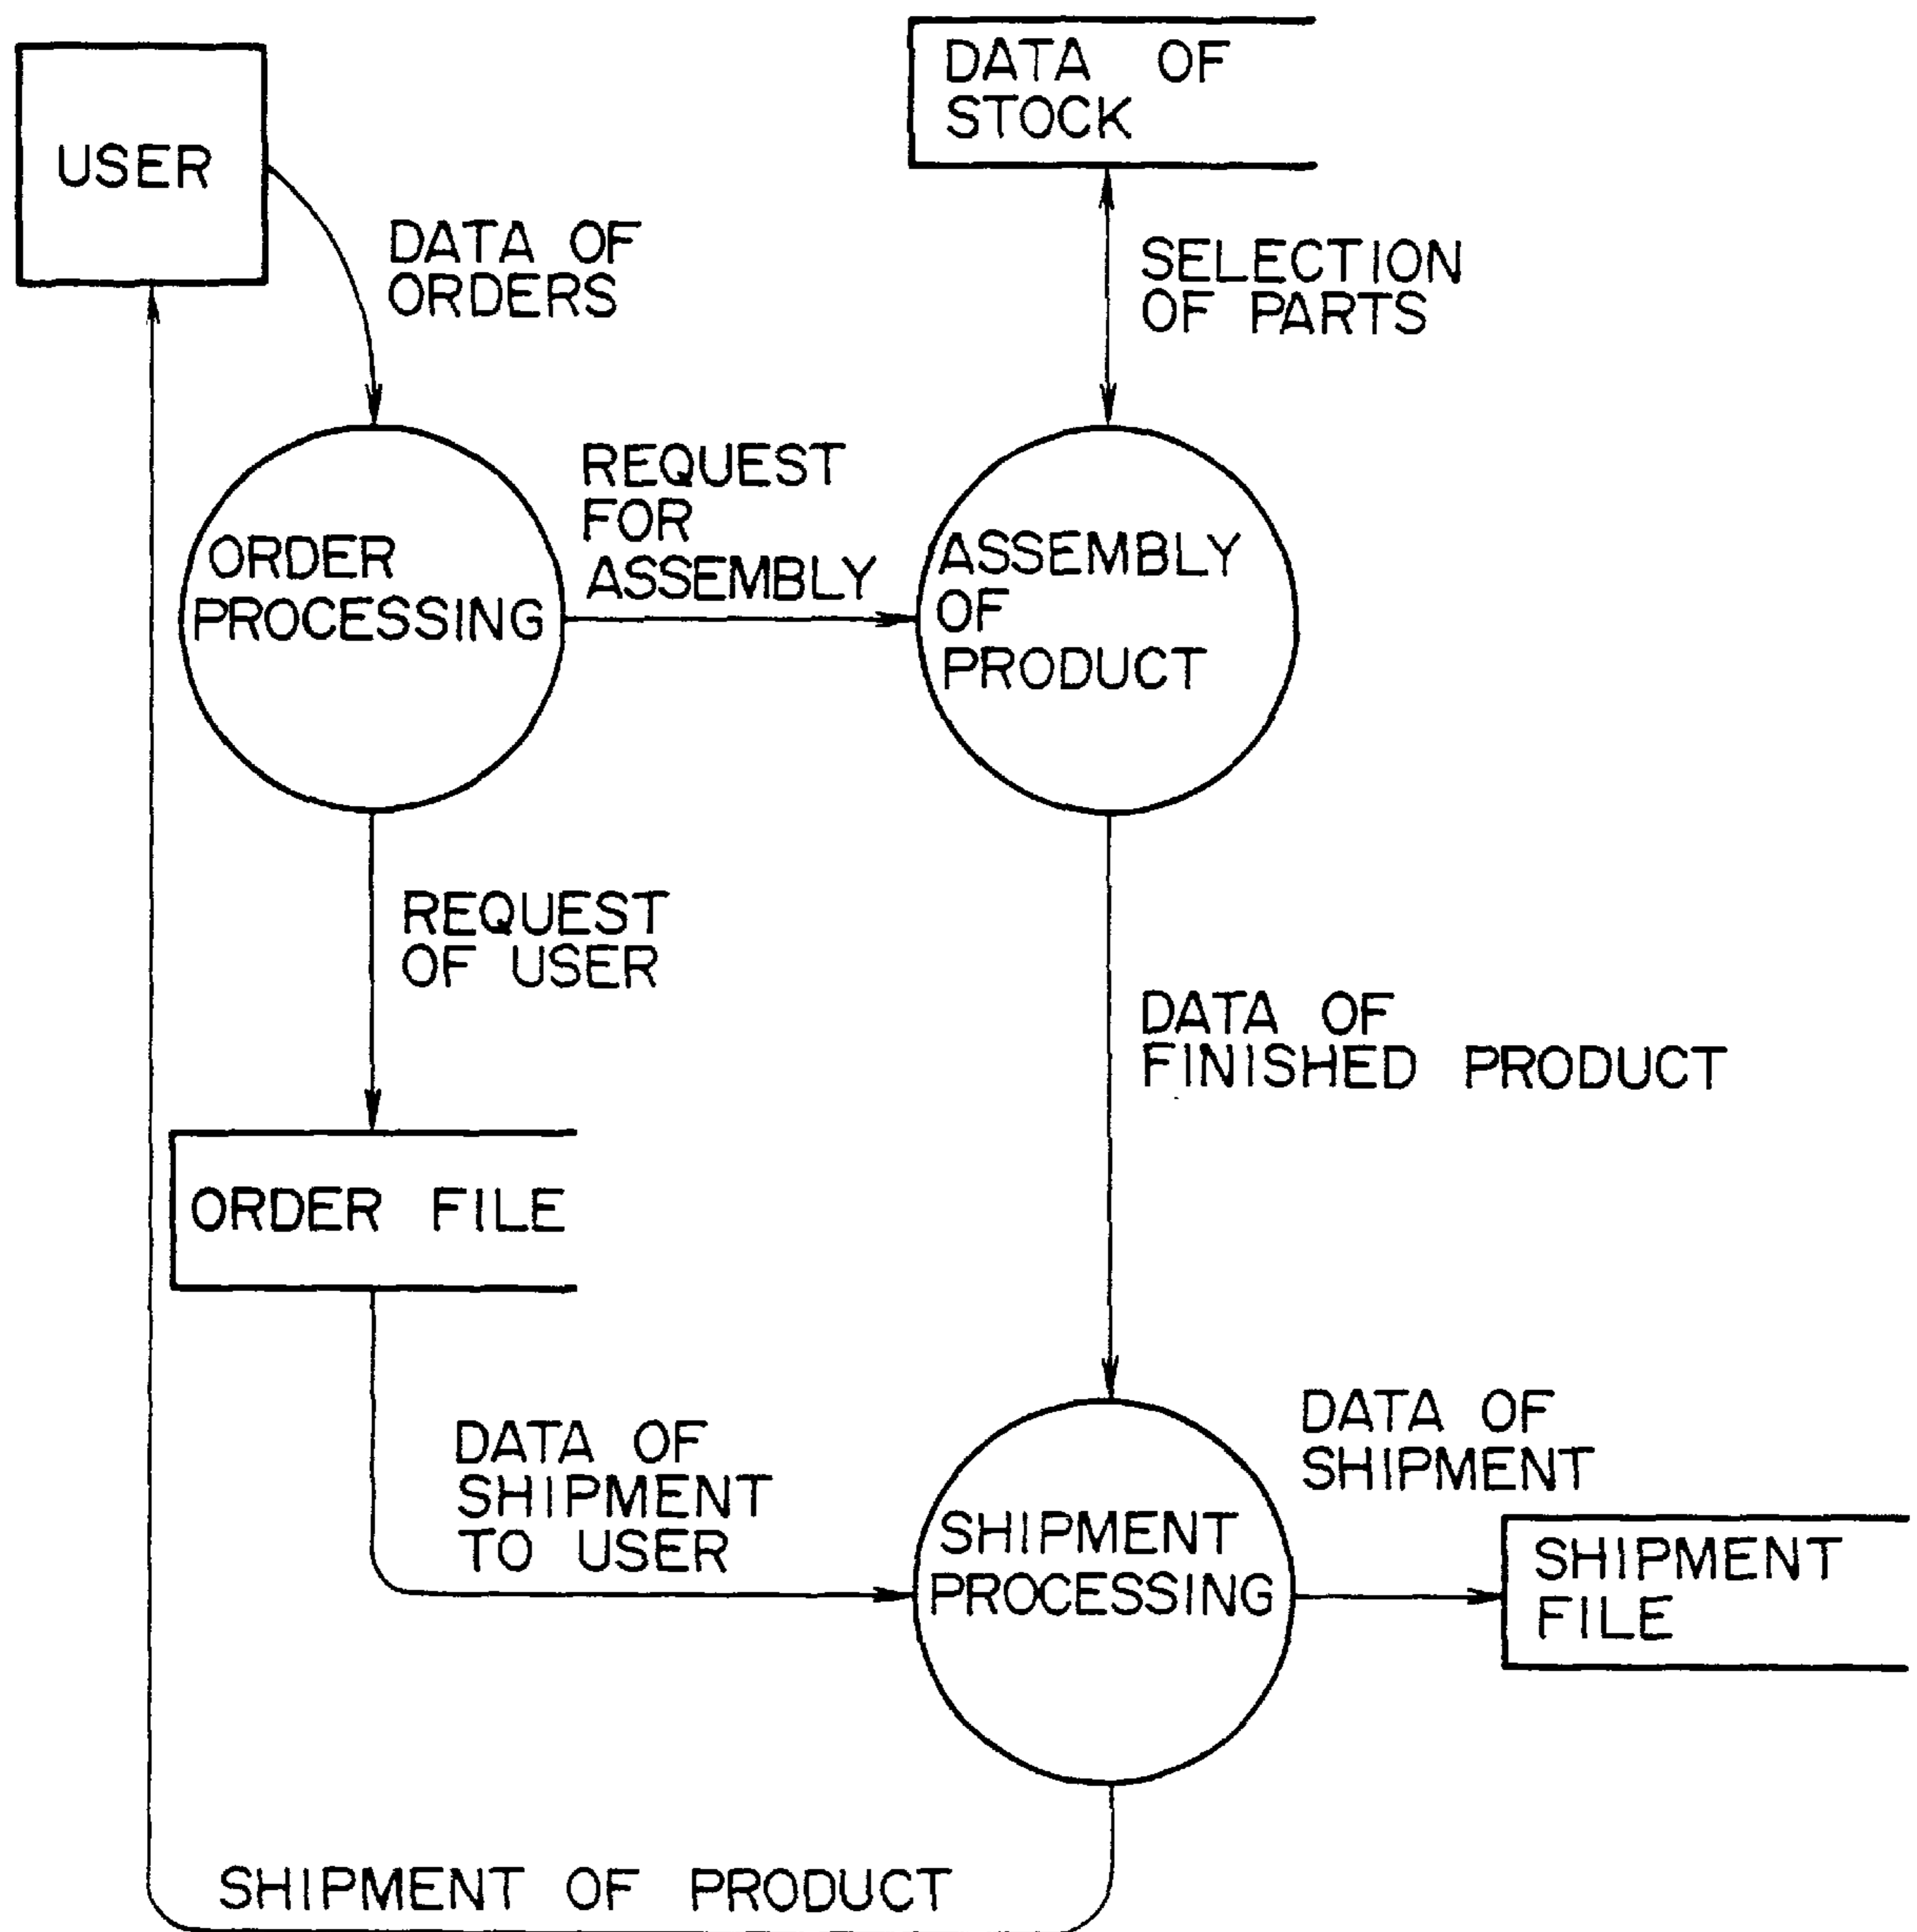 USER
DATA OF
STOCK
DATA OF
ORDERS
SELECTION
OF PARTS
REQUEST
FOR
ASSEMBLY
ORDER
PROCESSING
ASSEMBLY
OF
PRODUCT
REQUEST
OF USER
DATA OF
FINISHED PRODUCT
ORDER FILE
DATA OF
SHIPMENT
TO USER
DATA OF
SHIPMENT
SHIPMENT
PROCESSING
SHIPMENT
FILE
SHIPMENT OF PRODUCT